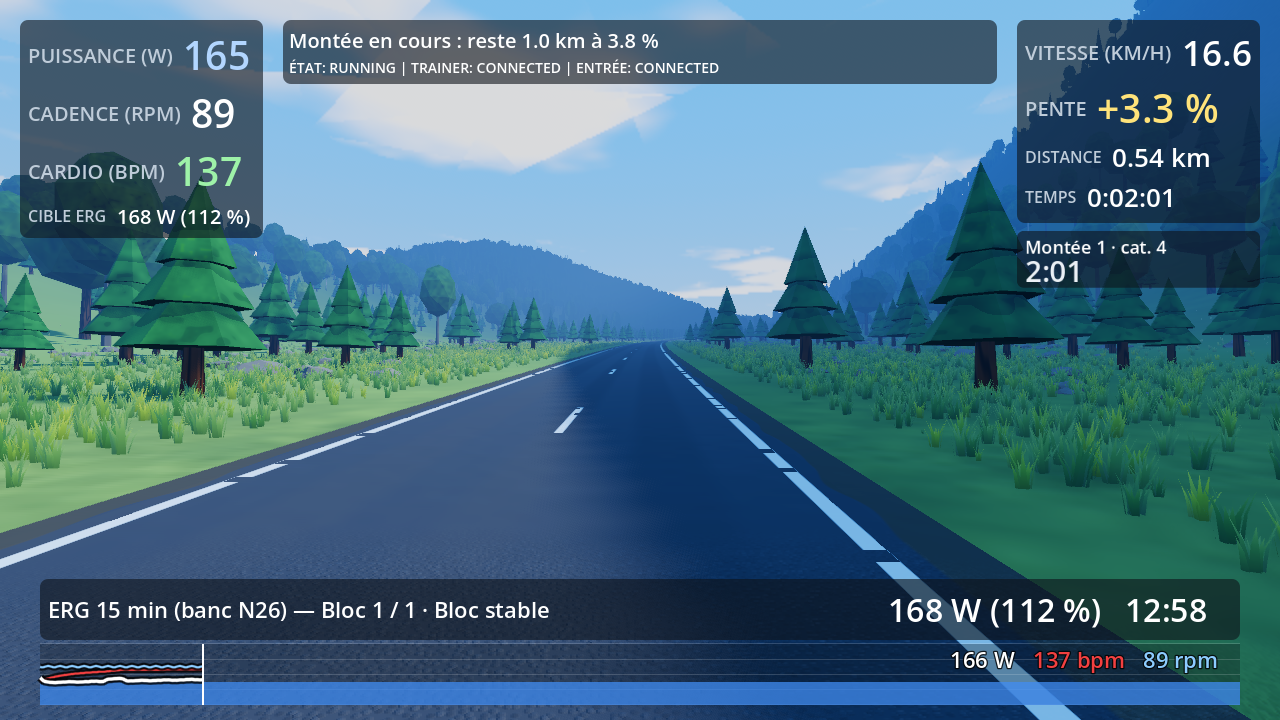 PUISSANCE (W) 165
CADENCE (RPM) 89
CARDIO (BPM) 137
CIBLE ERG 168 W (112 %)
Montée en cours : reste 1.0 km à 3.8 %
ÉTAT: RUNNING | TRAINER: CONNECTED | ENTRÉE: CONNECTED
VITESSE (KM/H) 16.6
PENTE +3.3 %
DISTANCE 0.54 km
TEMPS 0:02:01
Montée 1 · cat. 4
2:01
ERG 15 min (banc N26) — Bloc 1 / 1 · Bloc stable 168 W (112 %) 12:58
166 W 137 bpm 89 rpm